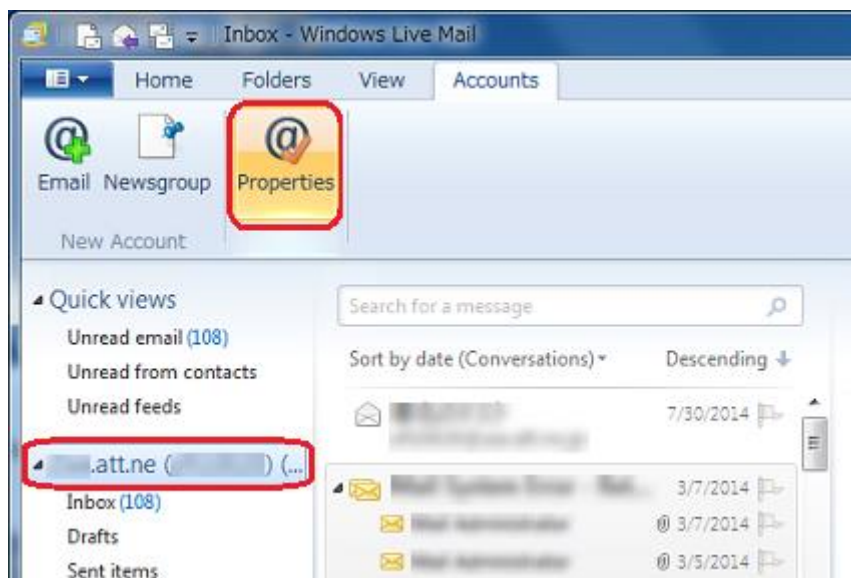 Inbox - Windows Live Mail
Home Folders View Accounts
Email Newsgroup Properties
New Account
Quick views
Unread email (108)
Unread from contacts
Unread feeds
.att.ne ( ) (...
Inbox (108)
Drafts
Sent items
Search for a message
Sort by date (Conversations) Descending
7/30/2014
3/7/2014
3/7/2014
3/5/2014